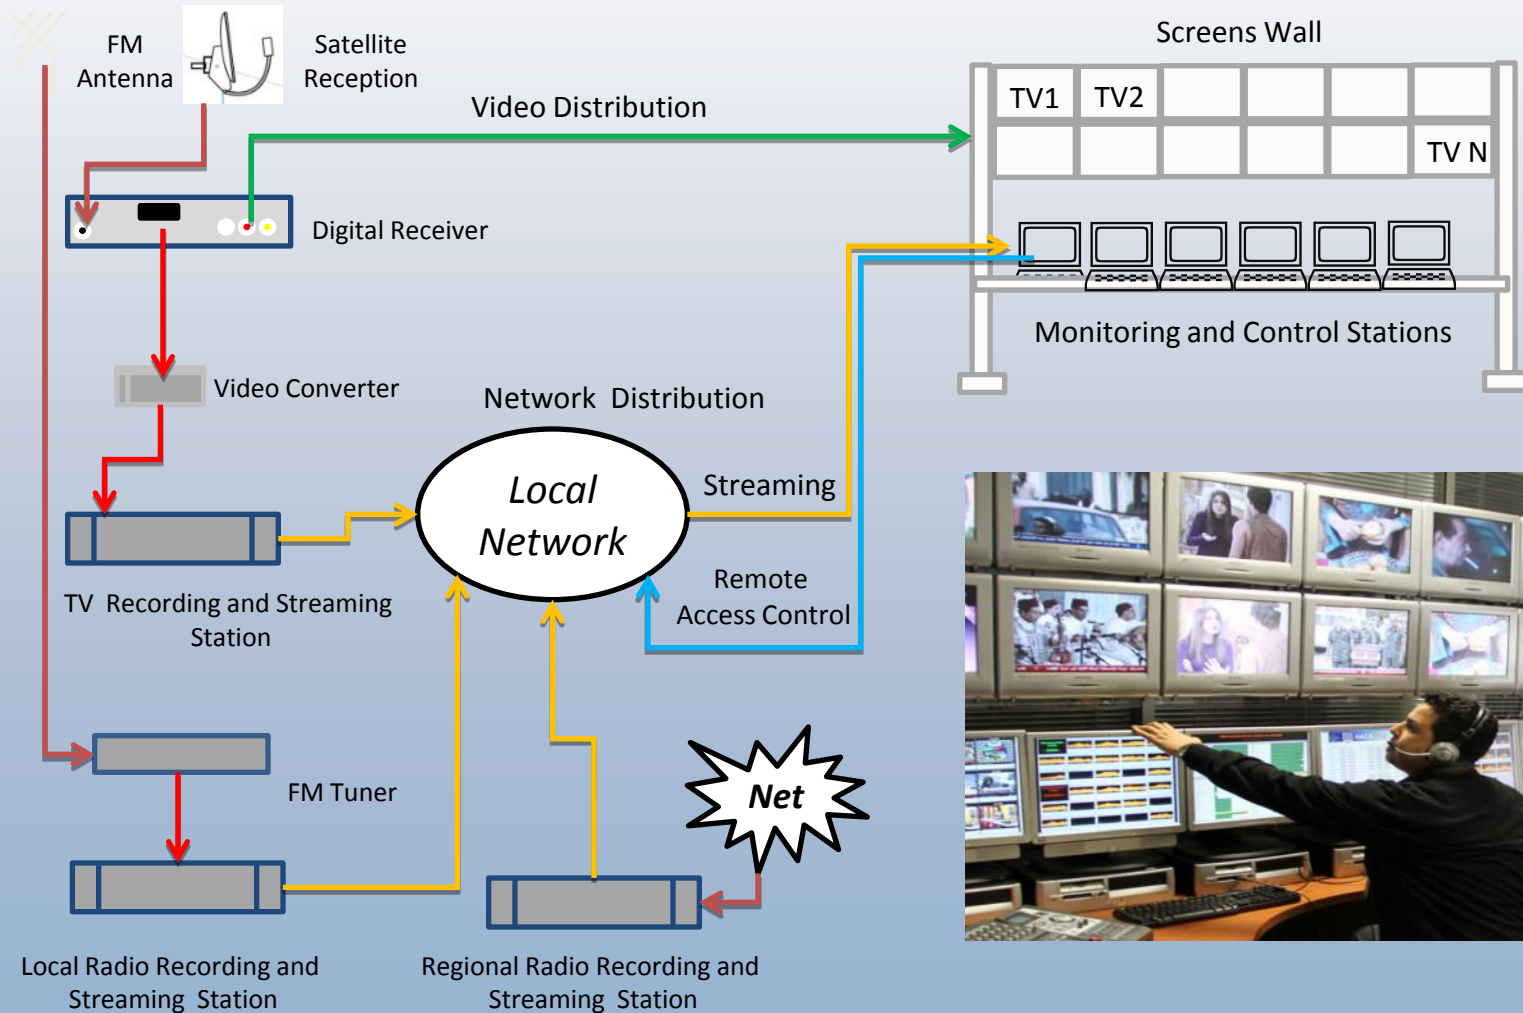 FM
Antenna
Satellite
Reception
Screens Wall
Video Distribution
TV1
TV2
TV N
Digital Receiver
Monitoring and Control Stations
Video Converter
Network Distribution
Local
Network
Streaming
Remote
Access Control
TV Recording and Streaming
Station
FM Tuner
Net
Local Radio Recording and
Streaming Station
Regional Radio Recording and
Streaming Station